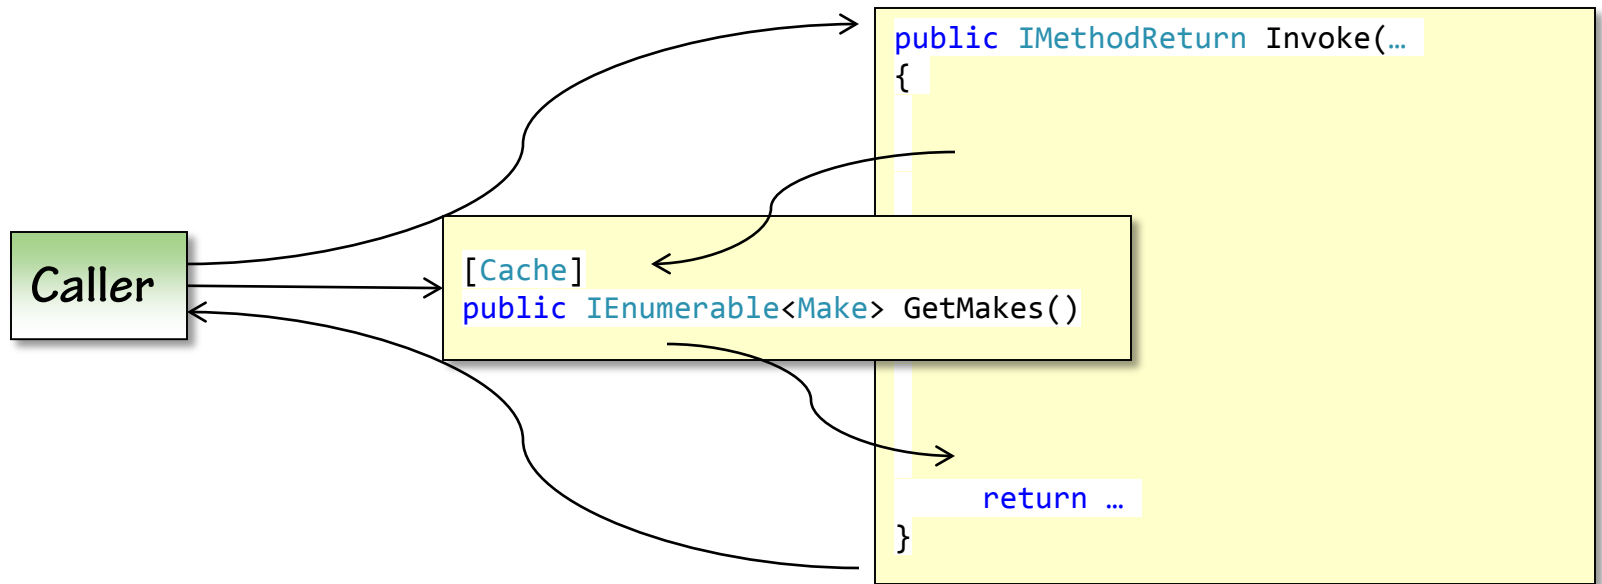 public IMethodReturn Invoke(…
{
Caller
[Cache]
public IEnumerable<Make> GetMakes()
return …
}